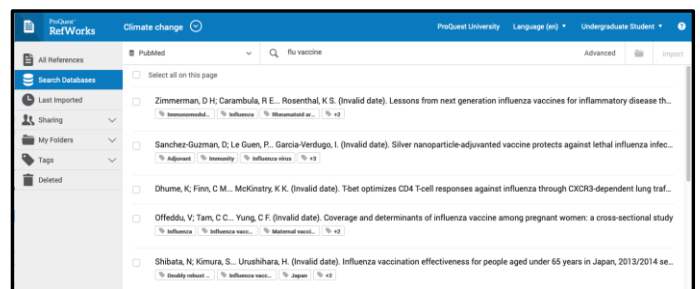 ProQuest®
RefWorks
Climate change
ProQuest University Language (en) Undergraduate Student
All References
Search Databases
Last Imported
Sharing
My Folders
Tags
Deleted
PubMed flu vaccine Advanced Import
Select all on this page
Zimmerman, D H; Carambula, R E... Rosenthal, K S. (Invalid date). Lessons from next generation influenza vaccines for inflammatory disease th...
Immunomodul... Influenza Rheumatoid ar... +2
Sanchez-Guzman, D; Le Guen, P... Garcia-Verdugo, I. (Invalid date). Silver nanoparticle-adjuvanted vaccine protects against lethal influenza infec...
Adjuvant Immunity Influenza virus +3
Dhume, K; Finn, C M... McKinstry, K K. (Invalid date). T-bet optimizes CD4 T-cell responses against influenza through CXCR3-dependent lung traf...
Offeddu, V; Tam, C C... Yung, C F. (Invalid date). Coverage and determinants of influenza vaccine among pregnant women: a cross-sectional study
Influenza Influenza vacc... Maternal vacci... +2
Shibata, N; Kimura, S... Urushihara, H. (Invalid date). Influenza vaccination effectiveness for people aged under 65 years in Japan, 2013/2014 se...
Doubly robust ... Influenza vacc... Japan +2